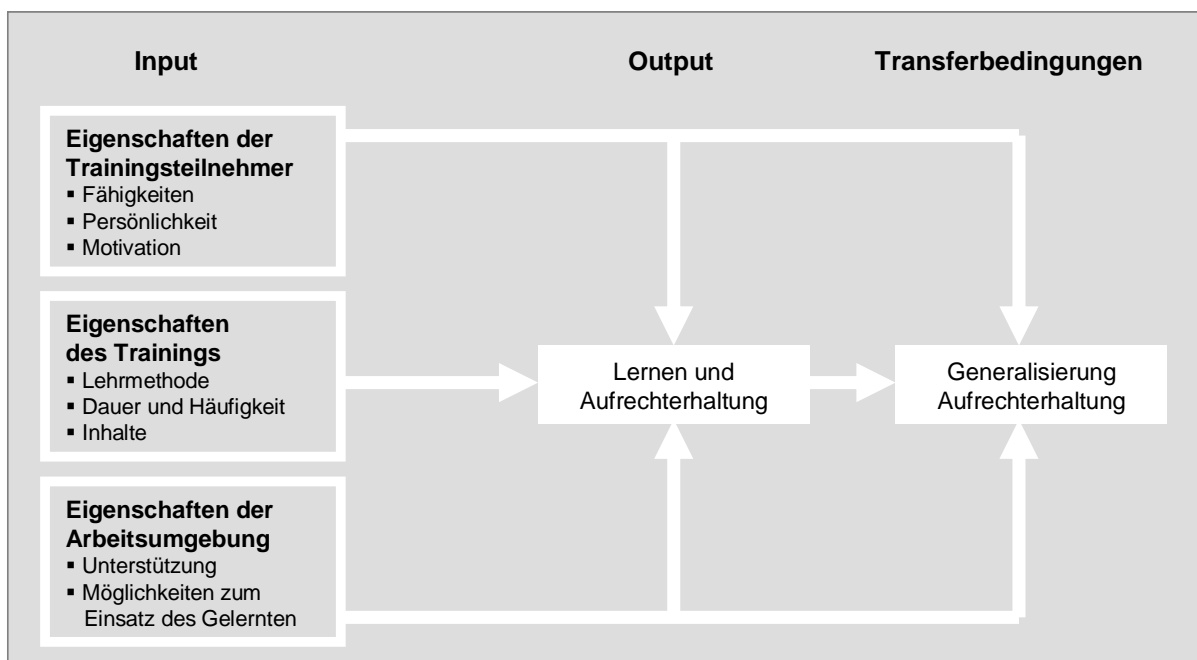 Input
Output
Transferbedingungen
Eigenschaften der
Trainingsteilnehmer
▪ Fähigkeiten
▪ Persönlichkeit
▪ Motivation
Eigenschaften
des Trainings
▪ Lehrmethode
▪ Dauer und Häufigkeit
▪ Inhalte
Lernen und
Aufrechterhaltung
Generalisierung
Aufrechterhaltung
Eigenschaften der
Arbeitsumgebung
▪ Unterstützung
▪ Möglichkeiten zum
Einsatz des Gelernten